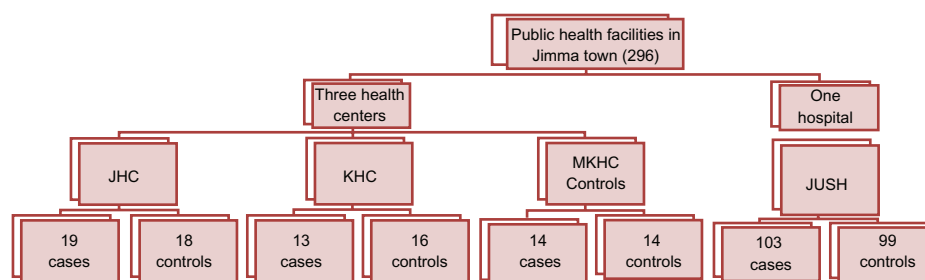 Public health facilities in
Jimma town (296)
Three health
centers
One
hospital
JHC
KHC
MKHC
Controls
JUSH
19
cases
18
controls
13
cases
16
controls
14
cases
14
controls
103
cases
99
controls